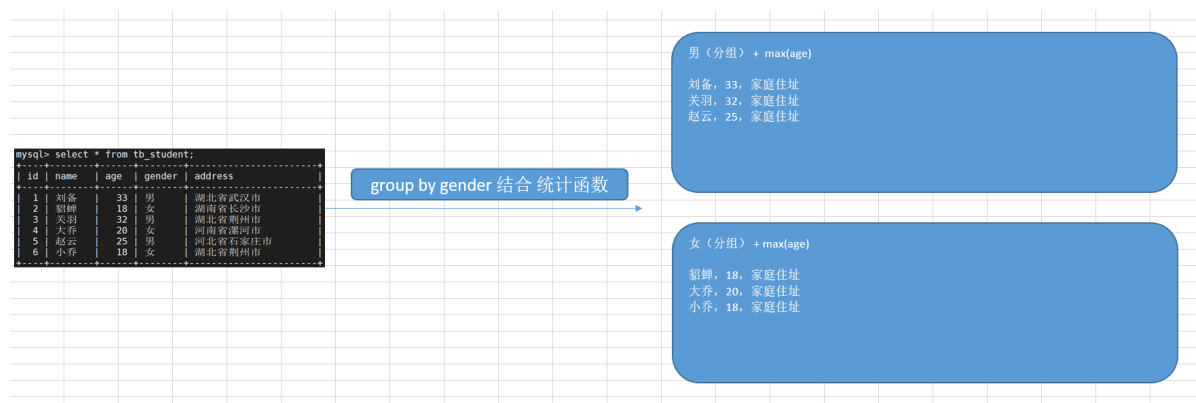 mysql> select * from tb_student;
+----+--------+------+--------+-----------------------+
| id | name   | age  | gender | address               |
+----+--------+------+--------+-----------------------+
|  1 | 刘备   |   33 | 男     | 湖北省武汉市          |
|  2 | 貂蝉   |   18 | 女     | 湖南省长沙市          |
|  3 | 关羽   |   32 | 男     | 湖北省荆州市          |
|  4 | 大乔   |   20 | 女     | 河南省漯河市          |
|  5 | 赵云   |   25 | 男     | 河北省石家庄市        |
|  6 | 小乔   |   18 | 女     | 湖北省荆州市          |
+----+--------+------+--------+-----------------------+
group by gender 结合 统计函数
男（分组） + max(age)
刘备，33，家庭住址
关羽，32，家庭住址
赵云，25，家庭住址
女（分组） + max(age)
貂蝉，18，家庭住址
大乔，20，家庭住址
小乔，18，家庭住址